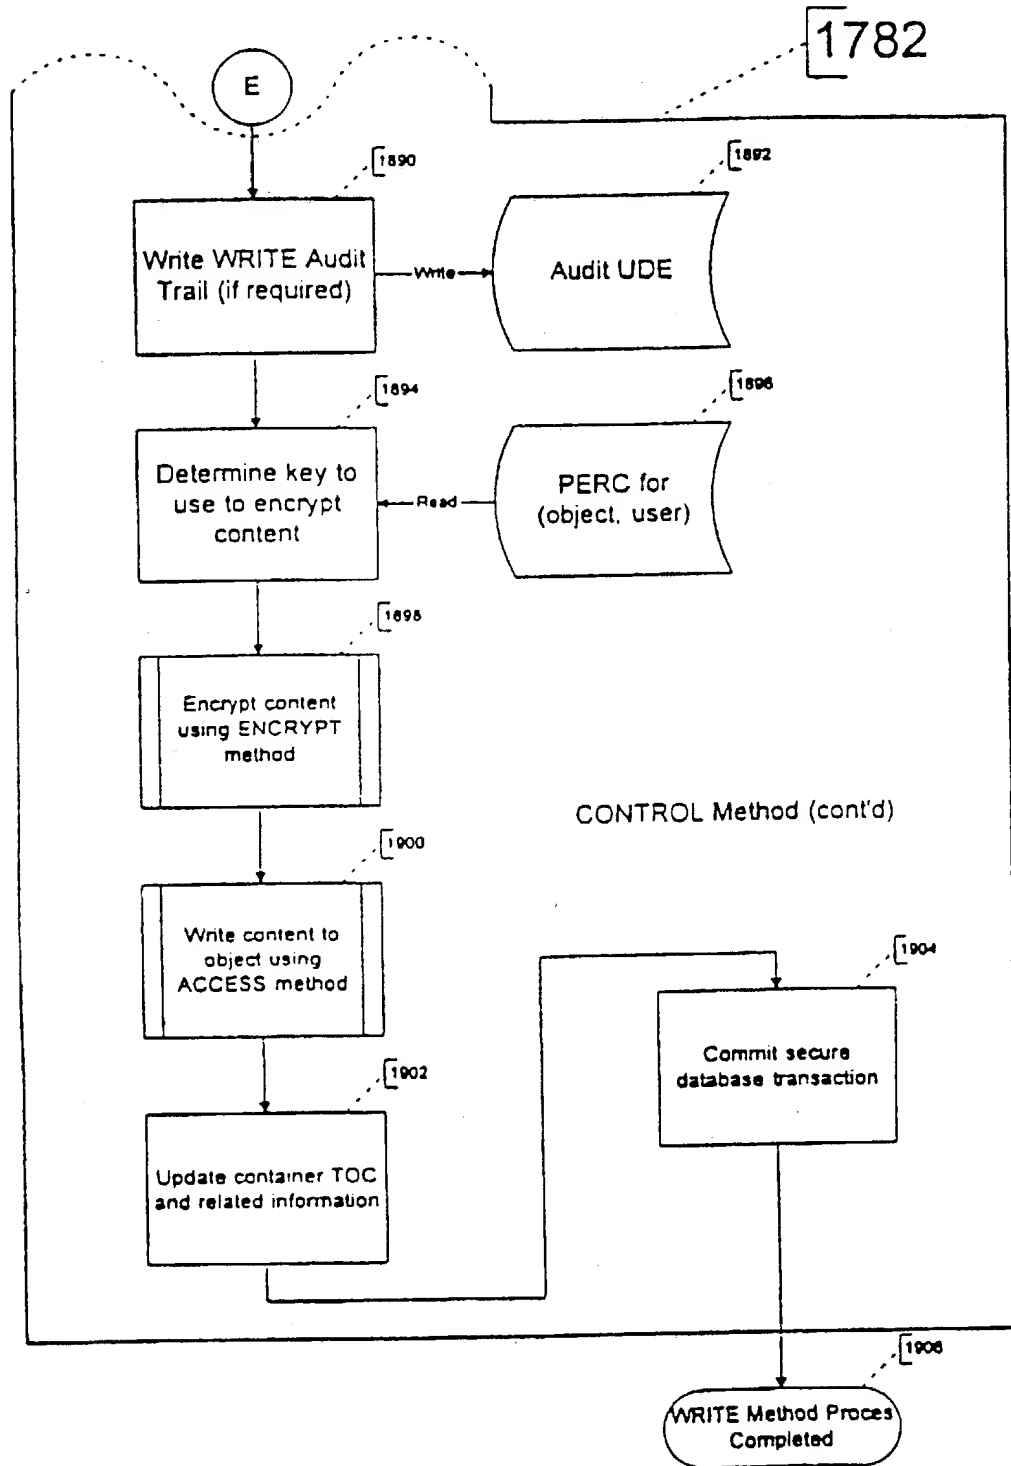 1782
E
1890
Write WRITE Audit
Trail (if required)
Write
1892
Audit UDE
1894
Determine key to
use to encrypt
content
Read
1896
PERC for
(object, user)
1898
Encrypt content
using ENCRYPT
method
CONTROL Method (cont'd)
1900
Write content to
object using
ACCESS method
1902
Update container TOC
and related information
1904
Commit secure
database transaction
1906
WRITE Method Proces
Completed